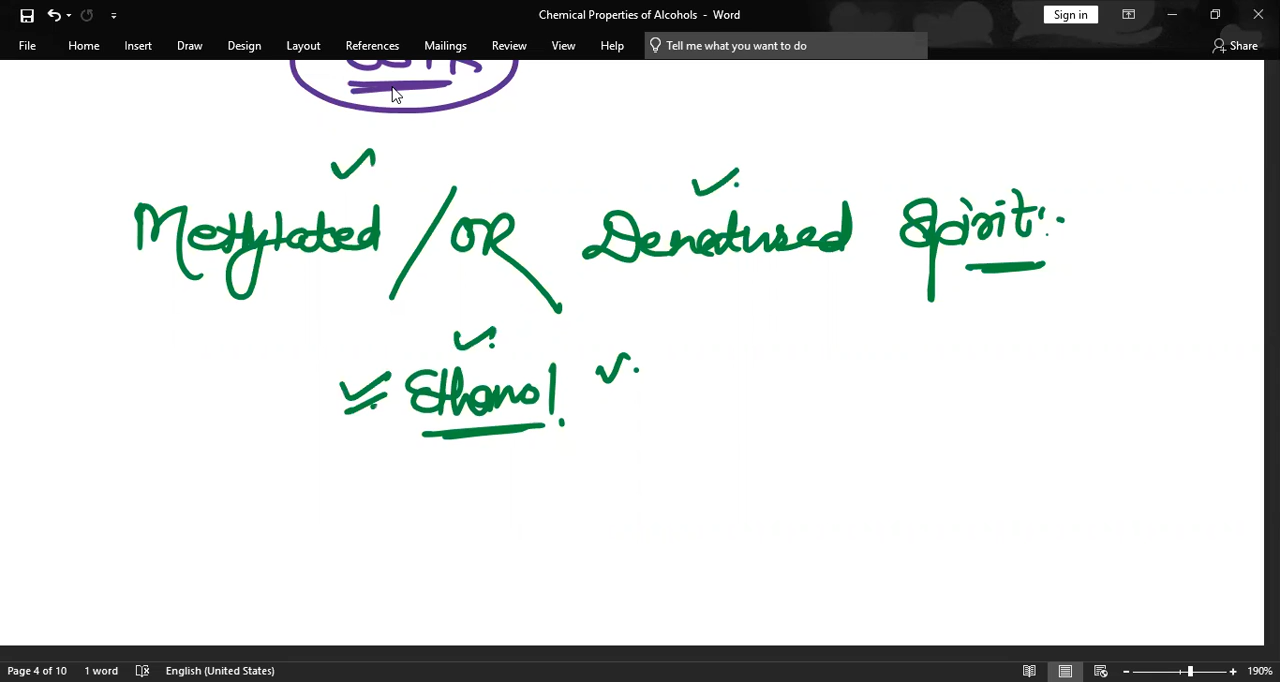 Chemical Properties of Alcohols - Word
Sign in
File Home Insert Draw Design Layout References Mailings Review View Help Tell me what you want to do Share
Methylated / OR Denatured Spirit:-
Ethanol.
Page 4 of 10 1 word English (United States) 190%